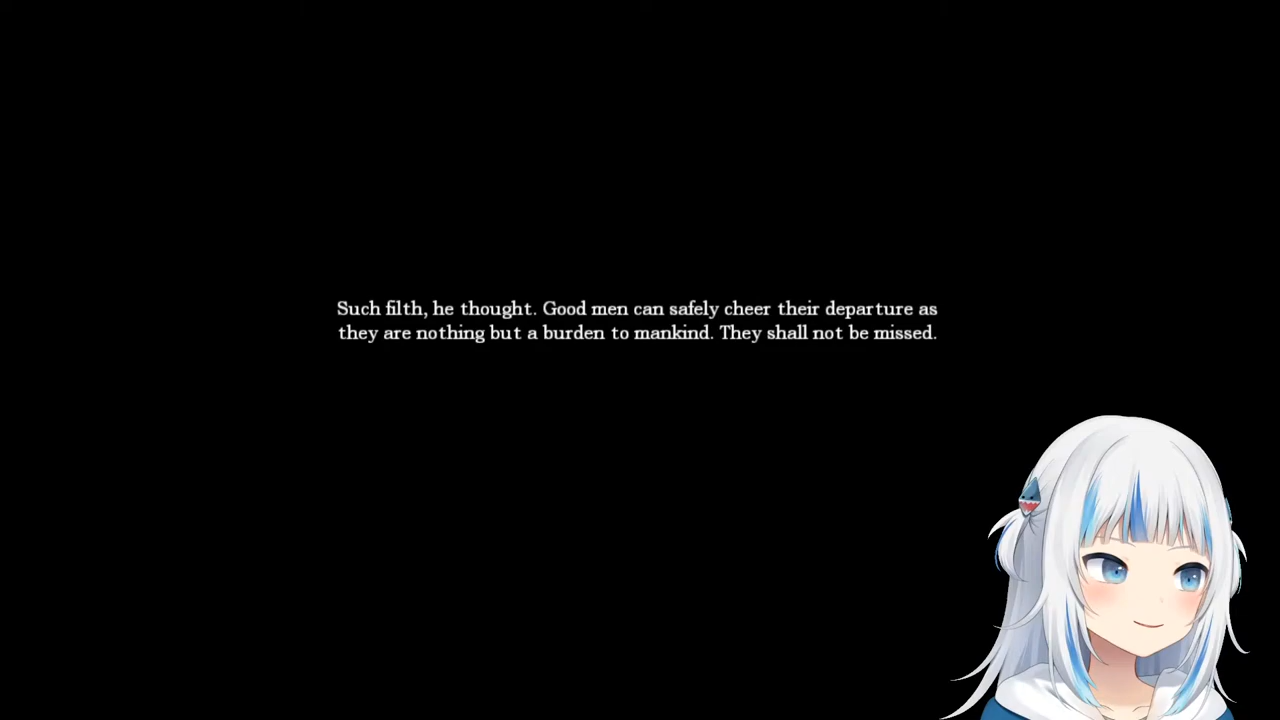 Such filth, he thought. Good men can safely cheer their departure as
they are nothing but a burden to mankind. They shall not be missed.